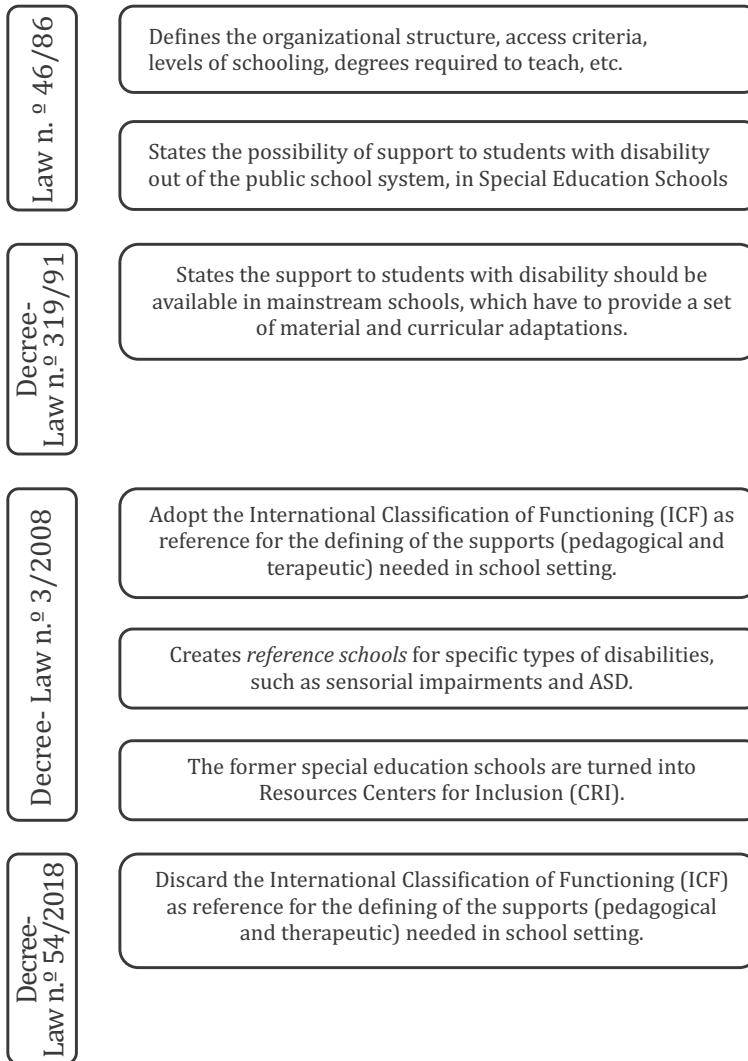 Law n. º 46/86
Defines the organizational structure, access criteria,
levels of schooling, degrees required to teach, etc.
States the possibility of support to students with disability
out of the public school system, in Special Education Schools
Decree-
Law n.º 319/91
States the support to students with disability should be
available in mainstream schools, which have to provide a set
of material and curricular adaptations.
Decree- Law n.º 3/2008
Adopt the International Classification of Functioning (ICF) as
reference for the defining of the supports (pedagogical and
terapeutic) needed in school setting.
Creates reference schools for specific types of disabilities,
such as sensorial impairments and ASD.
The former special education schools are turned into
Resources Centers for Inclusion (CRI).
Decree-
Law n.º 54/2018
Discard the International Classification of Functioning (ICF)
as reference for the defining of the supports (pedagogical
and therapeutic) needed in school setting.